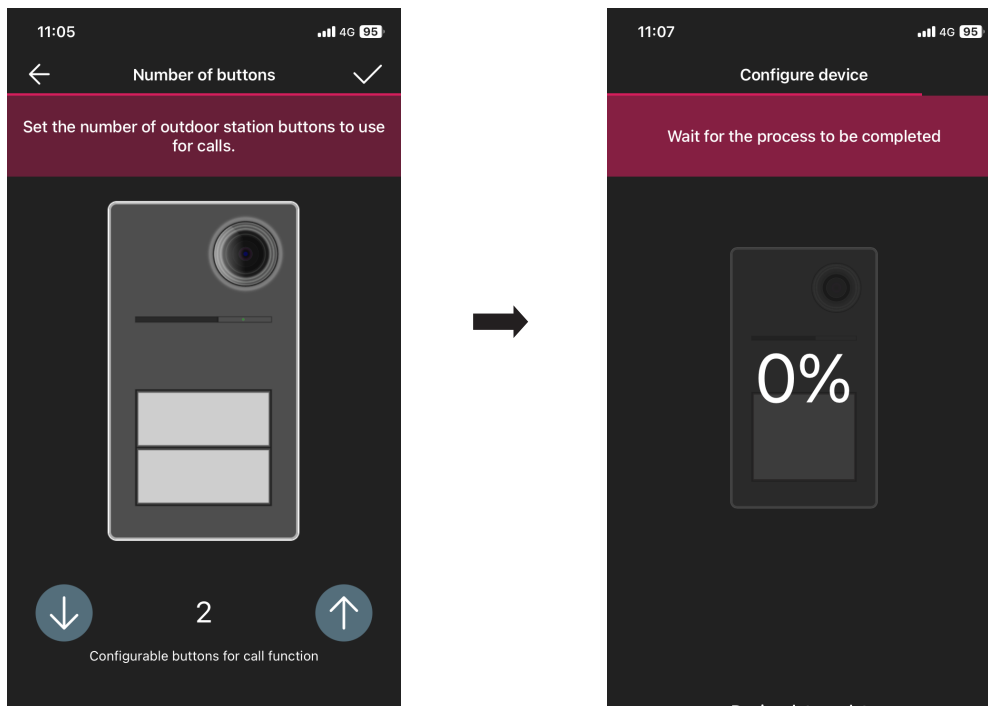 11:05
4G 95
Number of buttons
Set the number of outdoor station buttons to use
for calls.
2
Configurable buttons for call function
11:07
4G 95
Configure device
Wait for the process to be completed
0%